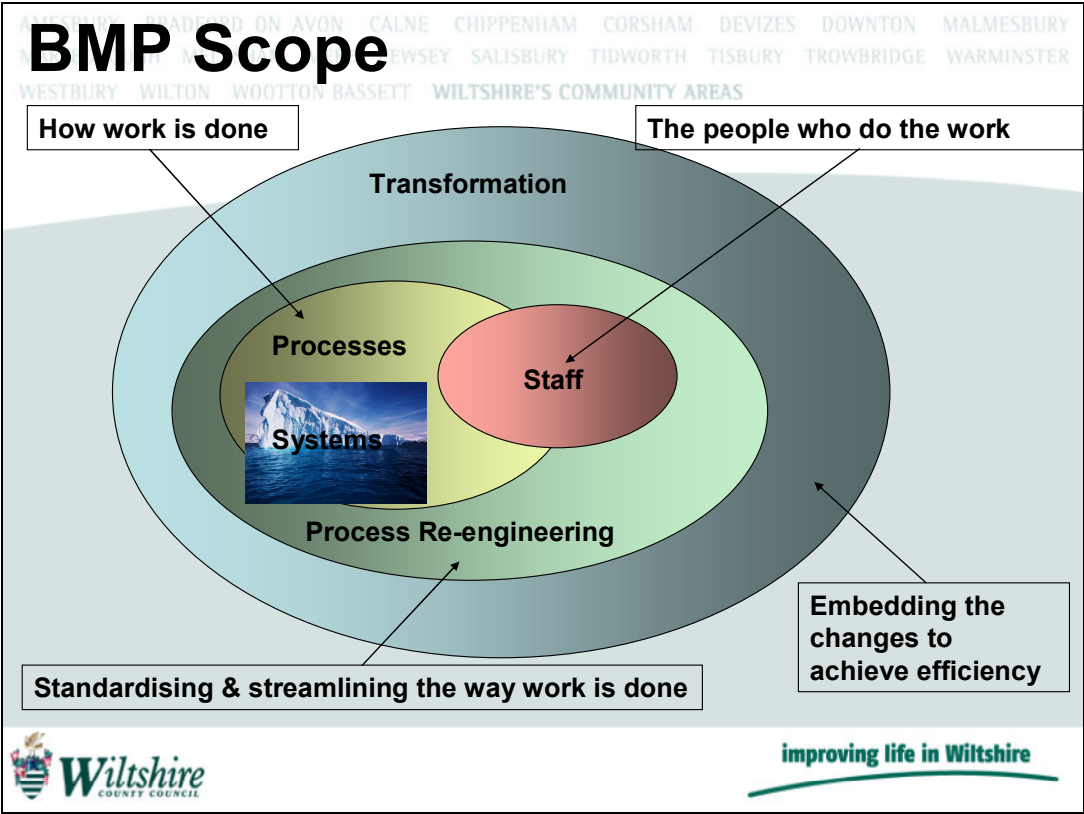 AMESBURY BRADFORD ON AVON CALNE CHIPPENHAM CORSHAM DEVIZES DOWNTON MALMESBURY
BMP Scope
SALISBURY TIDWORTH TISBURY TROWBRIDGE WARMINSTER
WESTBURY WILTON WOOTTON BASSETT WILTSHIRE'S COMMUNITY AREAS
How work is done
The people who do the work
Transformation
Processes
Staff
Systems
Process Re-engineering
Embedding the
changes to
achieve efficiency
Standardising & streamlining the way work is done
Wiltshire
COUNTY COUNCIL
improving life in Wiltshire